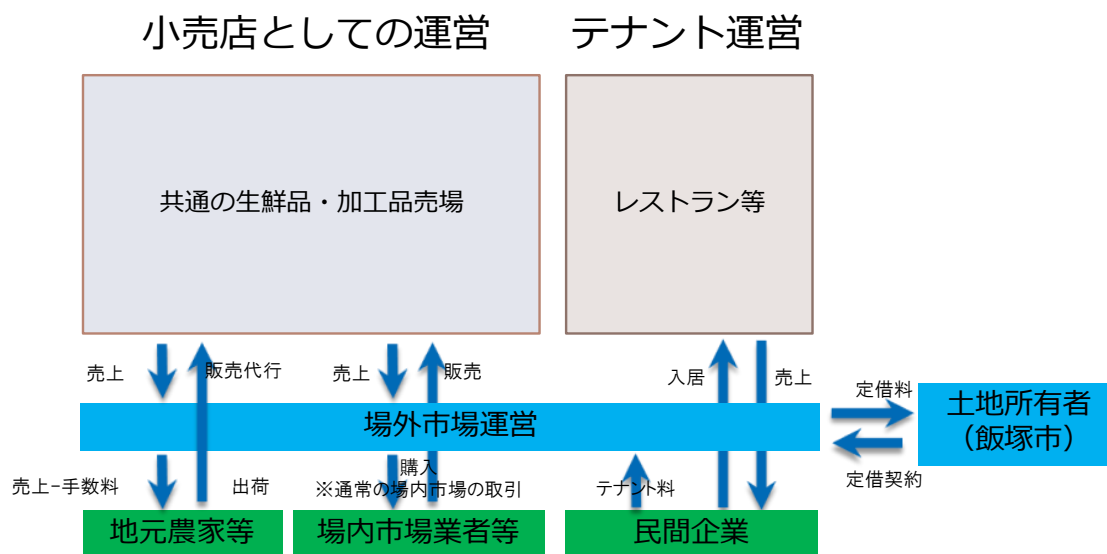 小売店としての運営
テナント運営
共通の生鮮品・加工品売場
レストラン等
売上
販売代行
売上
販売
入居
売上
定借料
場外市場運営
土地所有者
（飯塚市）
定借契約
売上-手数料
出荷
購入
※通常の場内市場の取引
テナント料
地元農家等
場内市場業者等
民間企業